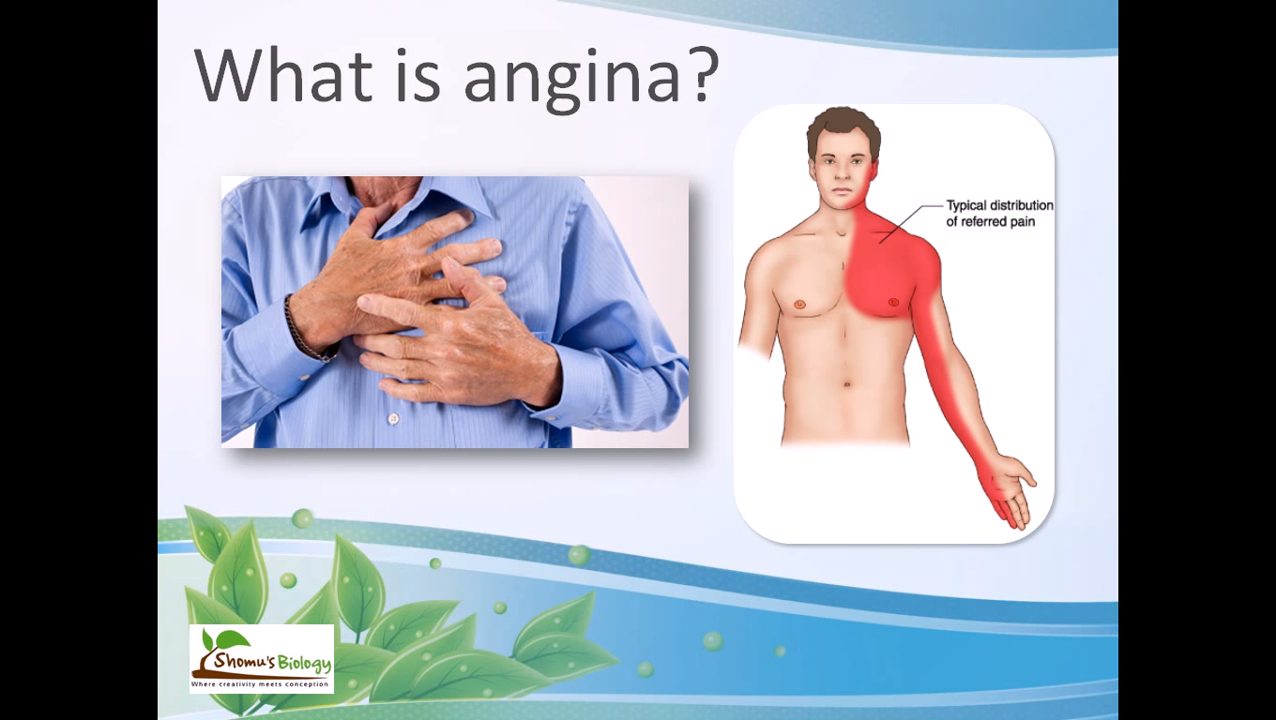 What is angina?
Typical distribution
of referred pain
Shomu's Biology
Where creativity meets conception